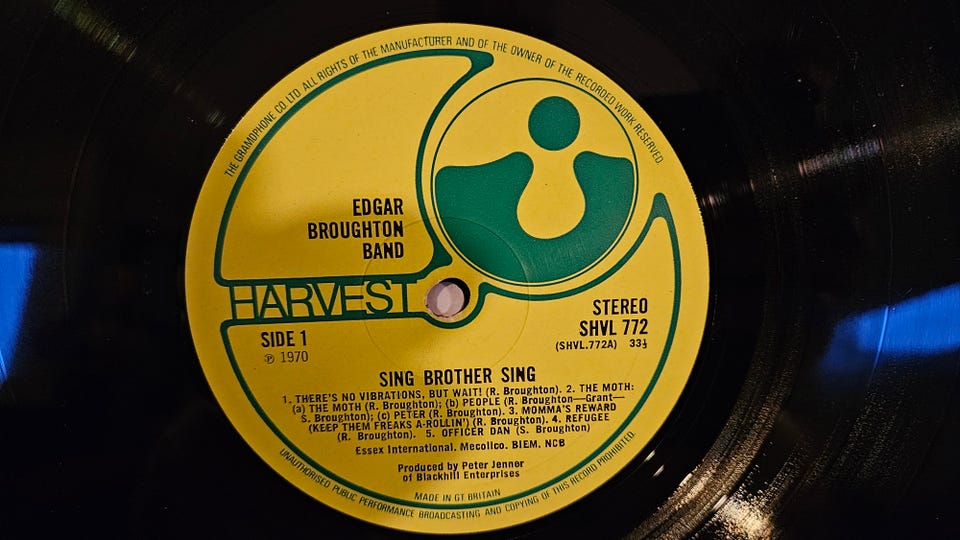 THE GRAMOPHONE CO. LTD. ALL RIGHTS OF THE MANUFACTURER AND OF THE OWNER OF THE RECORDED WORK RESERVED.
EDGAR
BROUGHTON
BAND
HARVEST
SIDE 1
℗ 1970
STEREO
SHVL 772
(SHVL.772A) 33⅓
SING BROTHER SING
1. THERE'S NO VIBRATIONS, BUT WAIT! (R. Broughton). 2. THE MOTH:
(a) THE MOTH (R. Broughton); (b) PEOPLE (R. Broughton—Grant—
S. Broughton); (c) PETER (R. Broughton). 3. MOMMA'S REWARD
(KEEP THEM FREAKS A-ROLLIN') (R. Broughton). 4. REFUGEE
(R. Broughton). 5. OFFICER DAN (S. Broughton)
Essex International. Mecolico. BIEM. NCB
Produced by Peter Jenner
of Blackhill Enterprises
MADE IN GT. BRITAIN
UNAUTHORISED PUBLIC PERFORMANCE BROADCASTING AND COPYING OF THIS RECORD PROHIBITED.